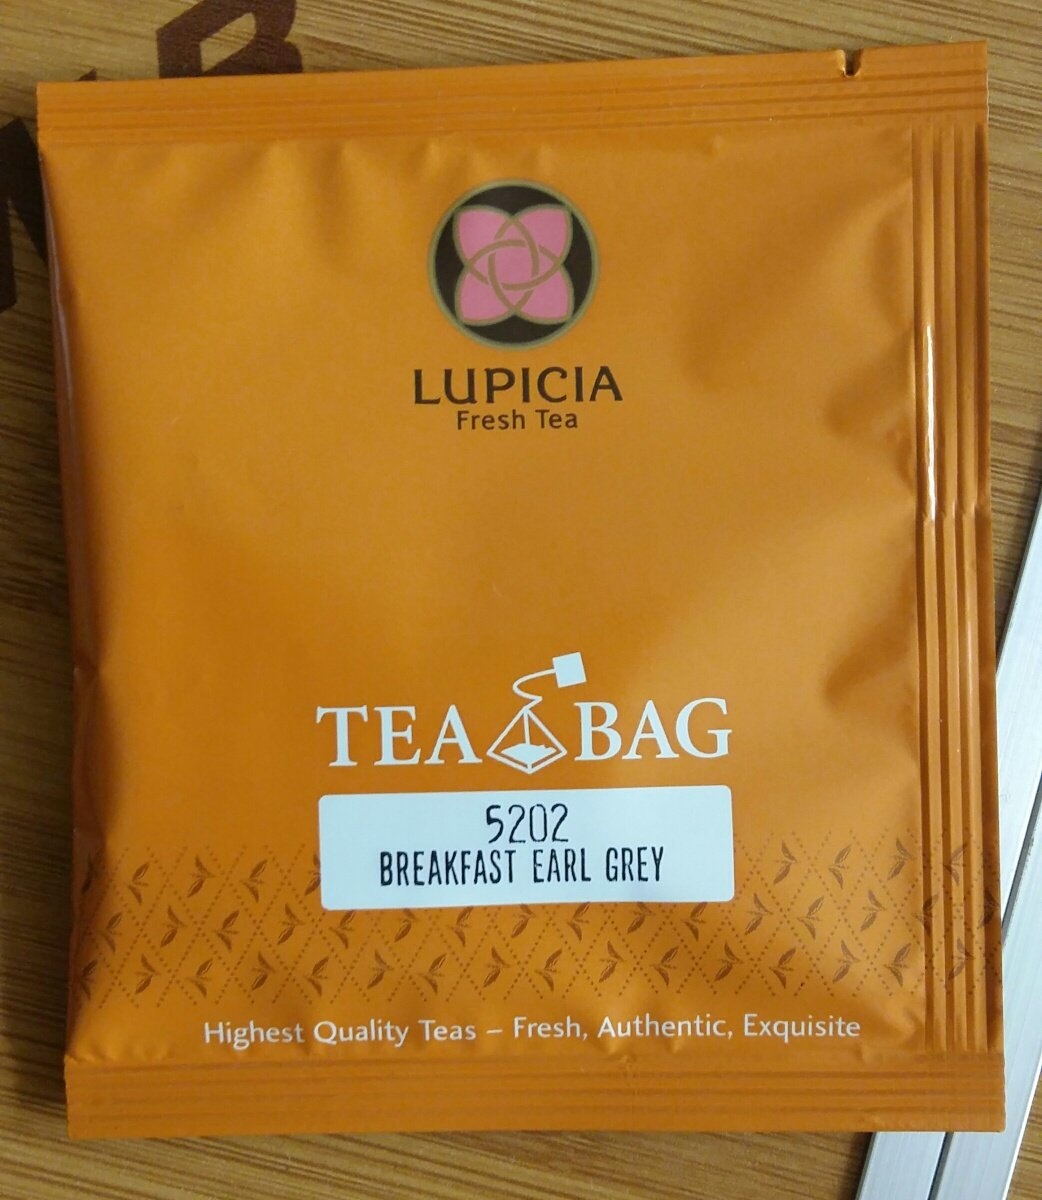 LUPICIA
Fresh Tea
TEA BAG
5202
BREAKFAST EARL GREY
Highest Quality Teas – Fresh, Authentic, Exquisite